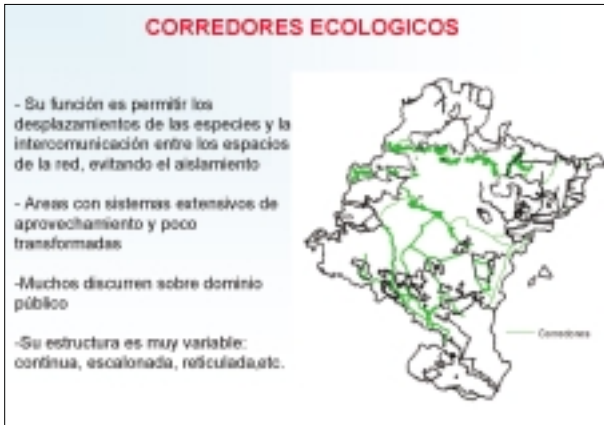 CORREDORES ECOLOGICOS
- Su función es permitir los
desplazamientos de las especies y la
intercomunicación entre los espacios
de la red, evitando el aislamiento
- Areas con sistemas extensivos de
aprovechamiento y poco
transformadas
-Muchos discurren sobre dominio
público
-Su estructura es muy variable:
continua, escalonada, reticulada,etc.
Corredores